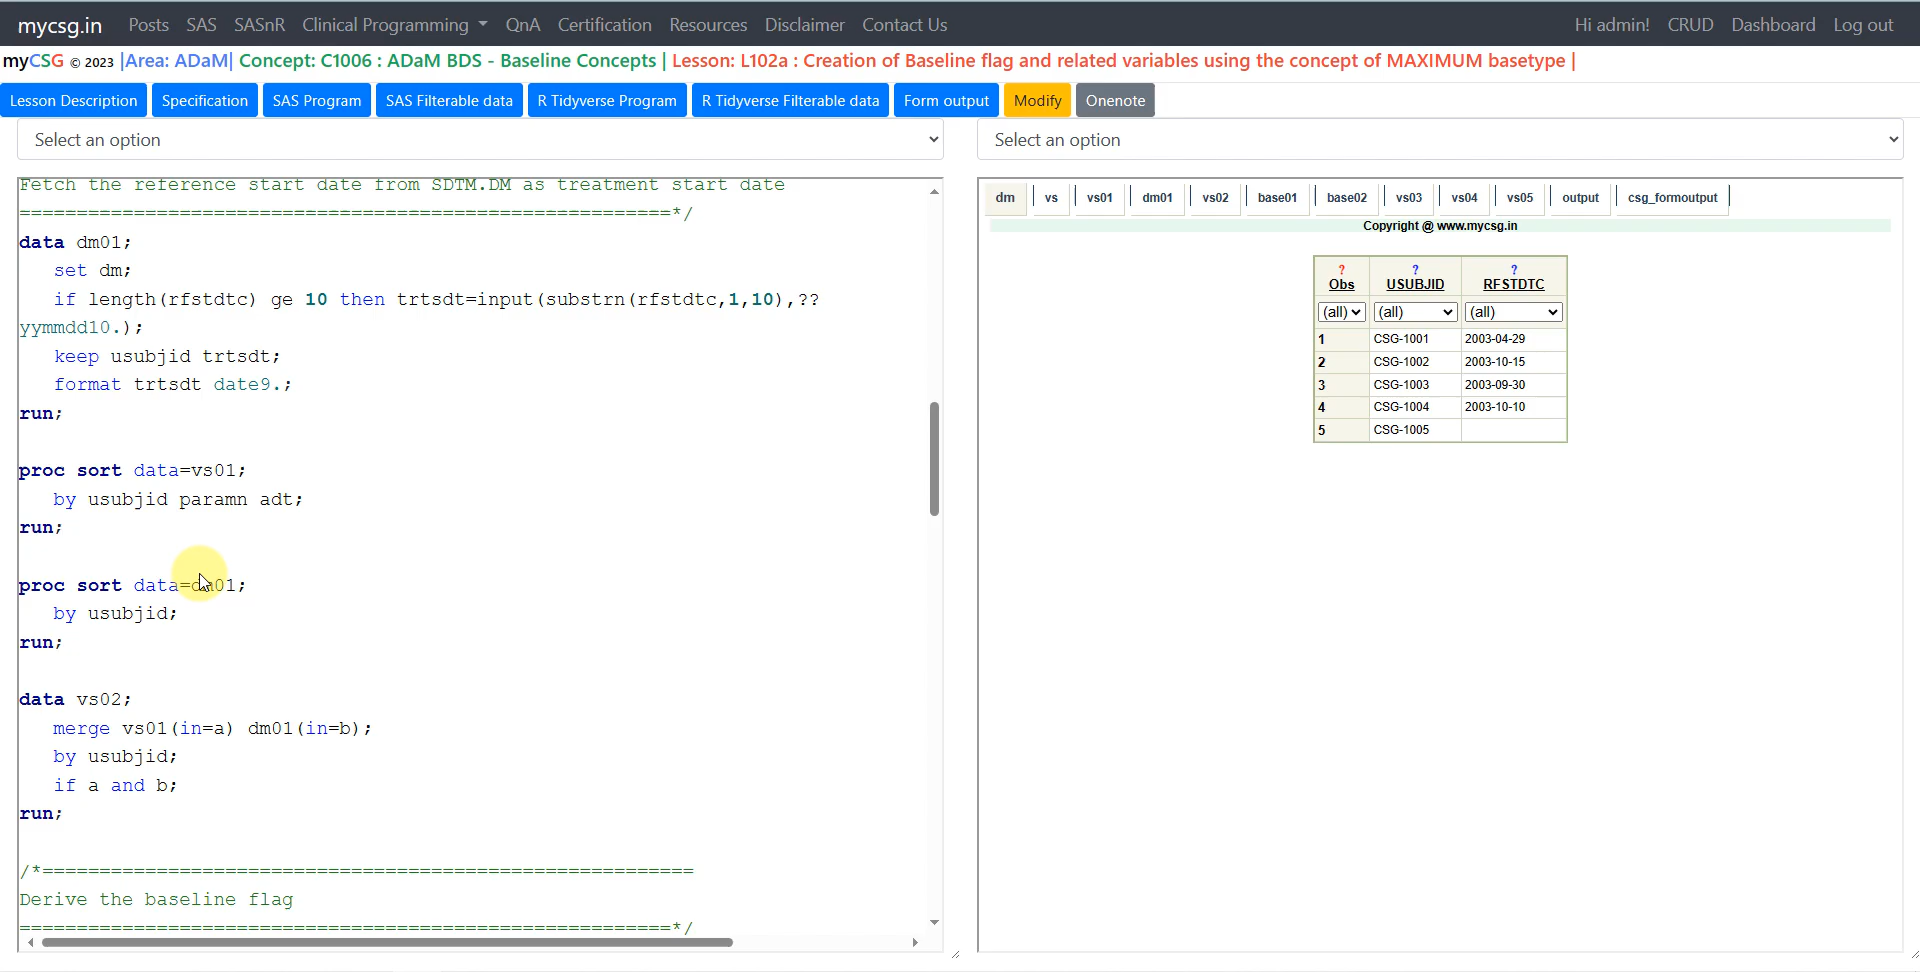 mycsg.in Posts SAS SASnR Clinical Programming QnA Certification Resources Disclaimer Contact Us Hi admin! CRUD Dashboard Log out
myCSG © 2023 |Area: ADaM| Concept: C1006 : ADaM BDS - Baseline Concepts | Lesson: L102a : Creation of Baseline flag and related variables using the concept of MAXIMUM basetype |
Lesson Description Specification SAS Program SAS Filterable data R Tidyverse Program R Tidyverse Filterable data Form output Modify Onenote
Select an option
Fetch the reference start date from SDTM.DM as treatment start date
=========================================================*/
data dm01;
set dm;
if length(rfstdtc) ge 10 then trtsdt=input(substrn(rfstdtc,1,10),??
yymmdd10.);
keep usubjid trtsdt;
format trtsdt date9.;
run;
proc sort data=vs01;
by usubjid paramn adt;
run;
proc sort data=dm01;
by usubjid;
run;
data vs02;
merge vs01(in=a) dm01(in=b);
by usubjid;
if a and b;
run;
/*=========================================================
Derive the baseline flag
=========================================================*/
Select an option
dm vs vs01 dm01 vs02 base01 base02 vs03 vs04 vs05 output csg_formoutput
Copyright @ www.mycsg.in
? ? ?
Obs USUBJID RFSTDTC
(all) (all) (all)
1 CSG-1001 2003-04-29
2 CSG-1002 2003-10-15
3 CSG-1003 2003-09-30
4 CSG-1004 2003-10-10
5 CSG-1005